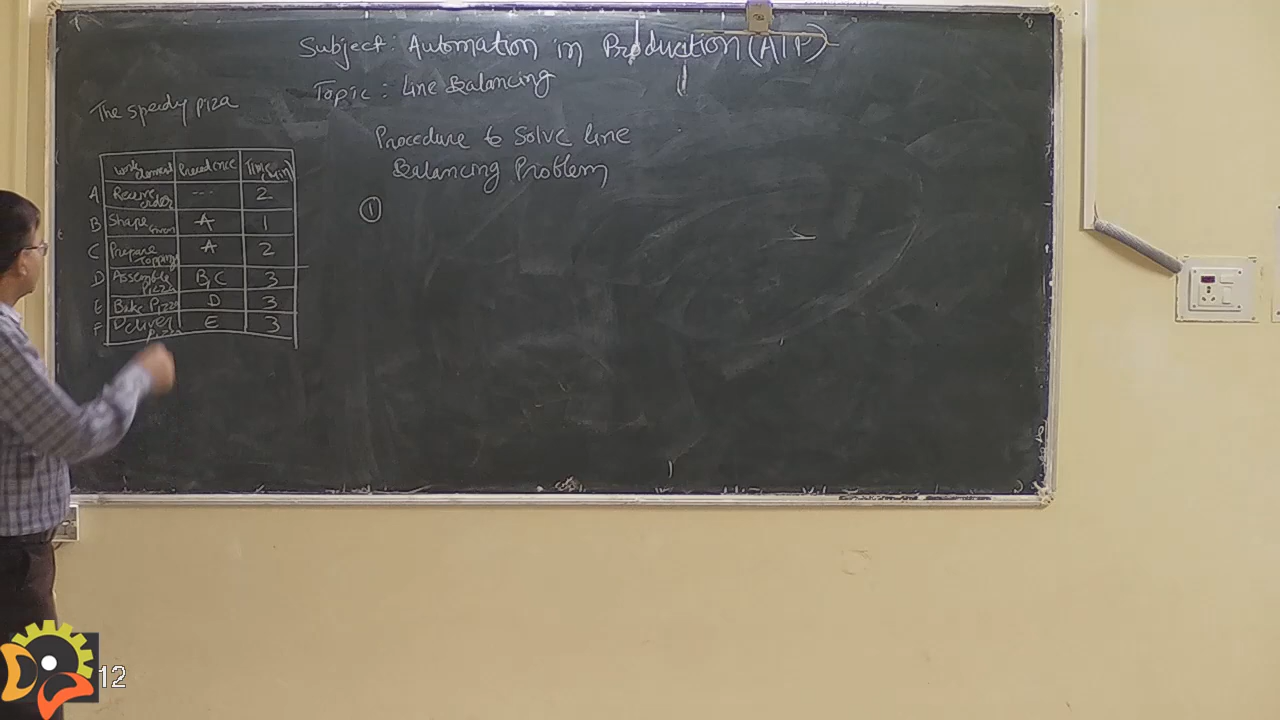 Subject: Automation in Production (AIP)
Topic: Line Balancing
The speedy Pizza
Procedure to Solve line
Balancing Problem
①
Work element Precedence Time (min)
A Receive order --- 2
B Shape A 1
C Prepare Topping A 2
D Assemble Pizza B,C 3
E Bake Pizza D 3
F Deliver Pizza E 3
12